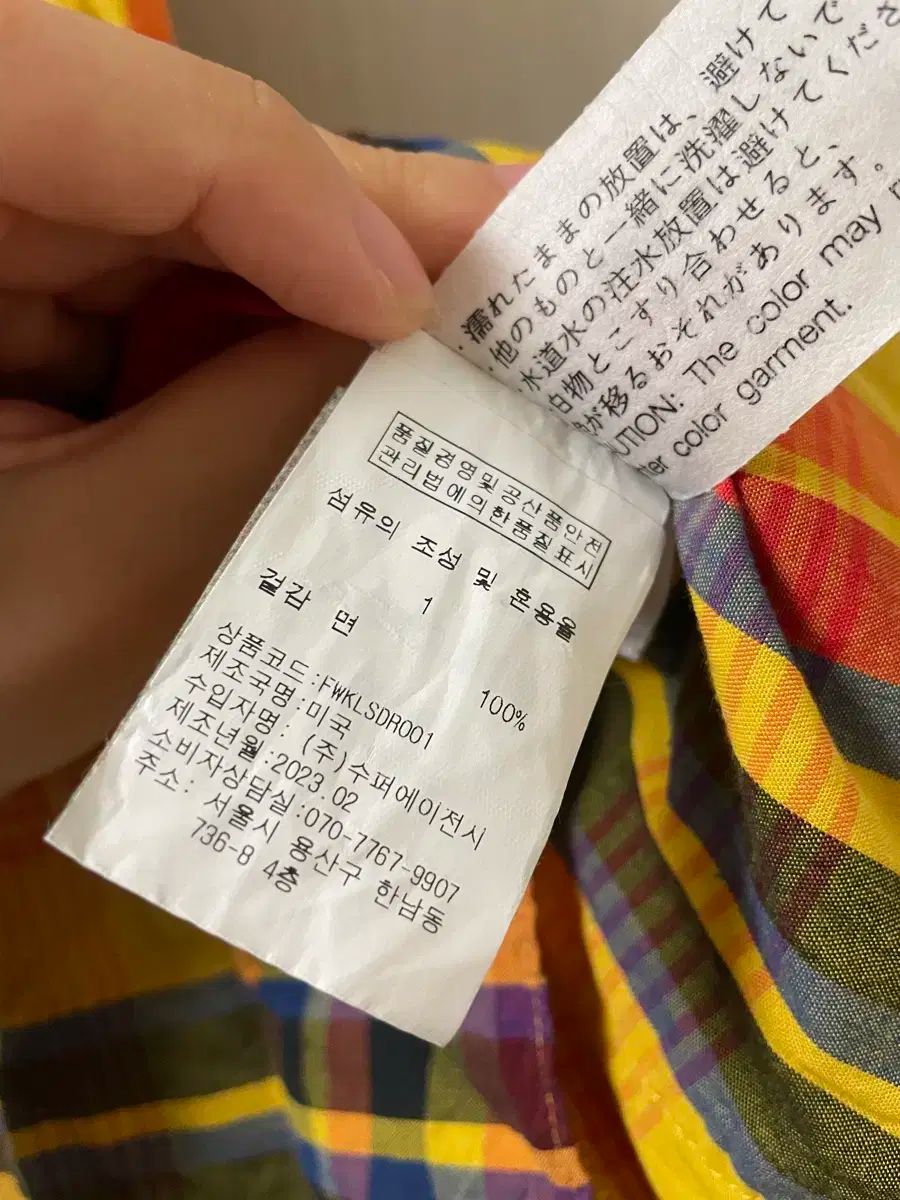 ・濡れたままの放置は、避けて
・他のものと一緒に洗濯しないで
・水道水の注水放置は避けてくださ
白物とこすり合わせると、
が移るおそれがあります。
UTION: The color may
er color garment.
품질경영및공산품안전
관리법에의한품질표시
섬유의 조성 및 혼용율
1
겉감 면 100%
상품코드:FWKLSDR001
제조국명:미국
수입자명: (주)수퍼에이전시
제조년월:2023.02
소비자상담실:070-7767-9907
주소: 서울시 용산구 한남동
736-8 4층